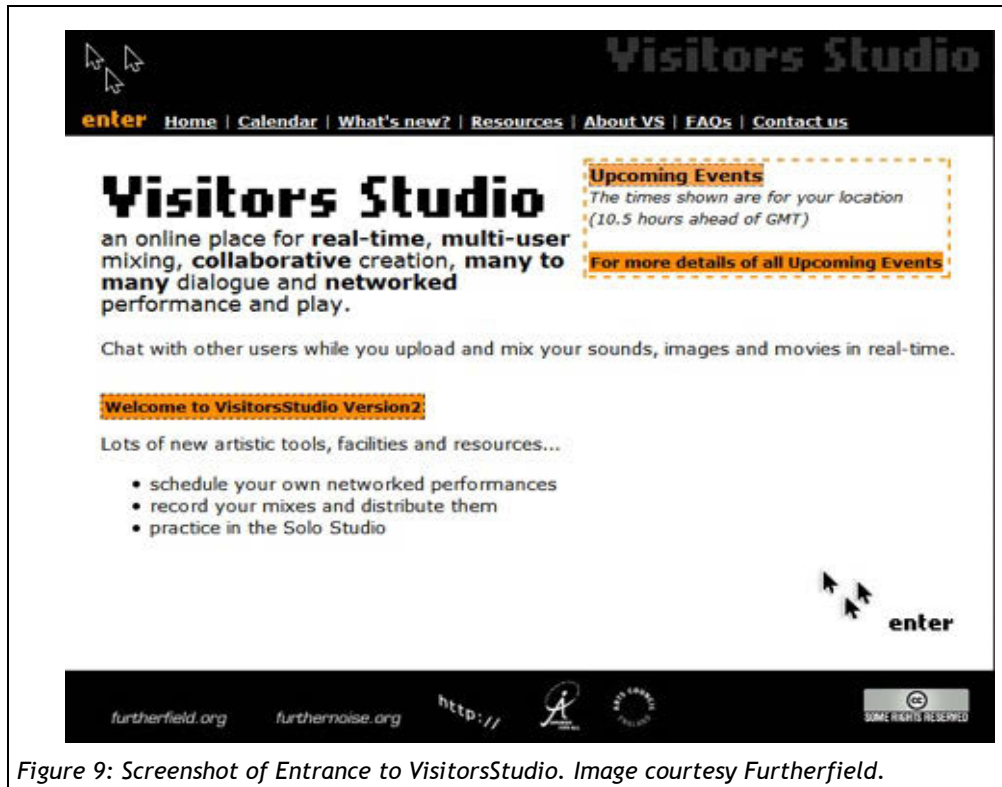 Visitors Studio
enter Home | Calendar | What's new? | Resources | About VS | FAQs | Contact us
Visitors Studio
an online place for real-time, multi-user
mixing, collaborative creation, many to
many dialogue and networked
performance and play.
Upcoming Events
The times shown are for your location
(10.5 hours ahead of GMT)
For more details of all Upcoming Events
Chat with other users while you upload and mix your sounds, images and movies in real-time.
Welcome to VisitorsStudio Version2
Lots of new artistic tools, facilities and resources...
• schedule your own networked performances
• record your mixes and distribute them
• practice in the Solo Studio
enter
furtherfield.org furthernoise.org http:// ARTS COUNCIL ENGLAND cc
SOME RIGHTS RESERVED
Figure 9: Screenshot of Entrance to VisitorsStudio. Image courtesy Furtherfield.